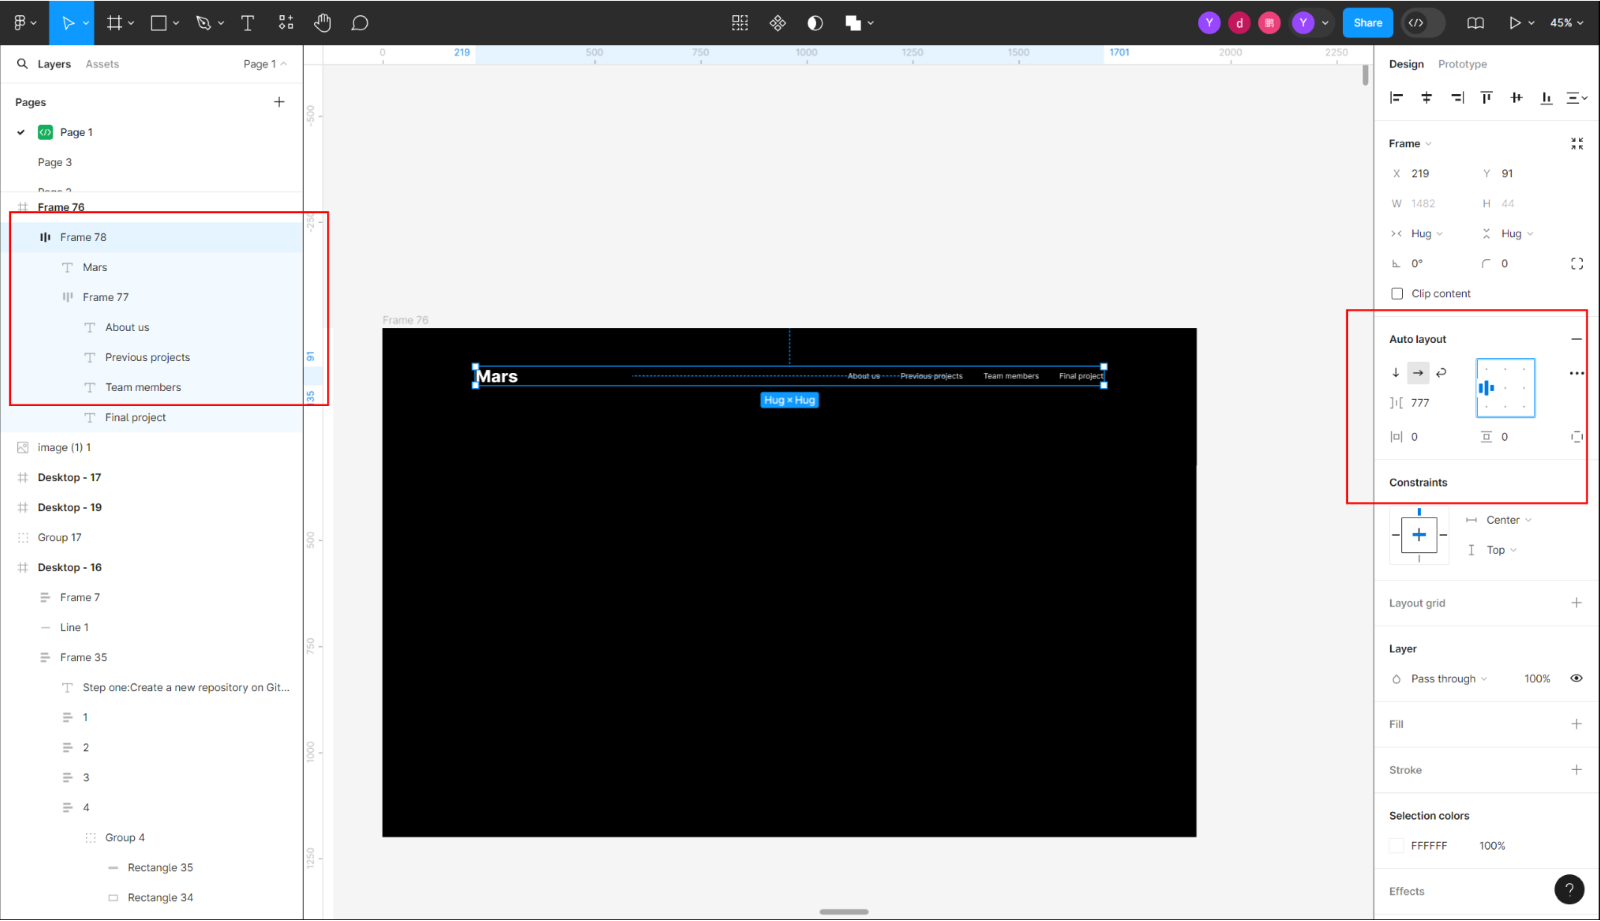 Y
d
鹏
Y
Share
45%
Layers
Assets
Page 1
Pages
Page 1
Page 3
Page 2
Frame 76
Frame 78
Mars
Frame 77
About us
Previous projects
Team members
Final project
image (1) 1
Desktop - 17
Desktop - 19
Group 17
Desktop - 16
Frame 7
Line 1
Frame 35
Step one:Create a new repository on Git...
1
2
3
4
Group 4
Rectangle 35
Rectangle 34
0 219 500 750 1000 1250 1500 1701 2000 2250
-500
-250
91
135
500
750
1000
1250
Frame 76
Mars About us Previous projects Team members Final project
Hug × Hug
Design Prototype
Frame
X 219 Y 91
W 1482 H 44
Hug Hug
0° 0
Clip content
Auto layout
777
0 0
Constraints
Center
Top
Layout grid
Layer
Pass through 100%
Fill
Stroke
Selection colors
FFFFFF 100%
Effects
?